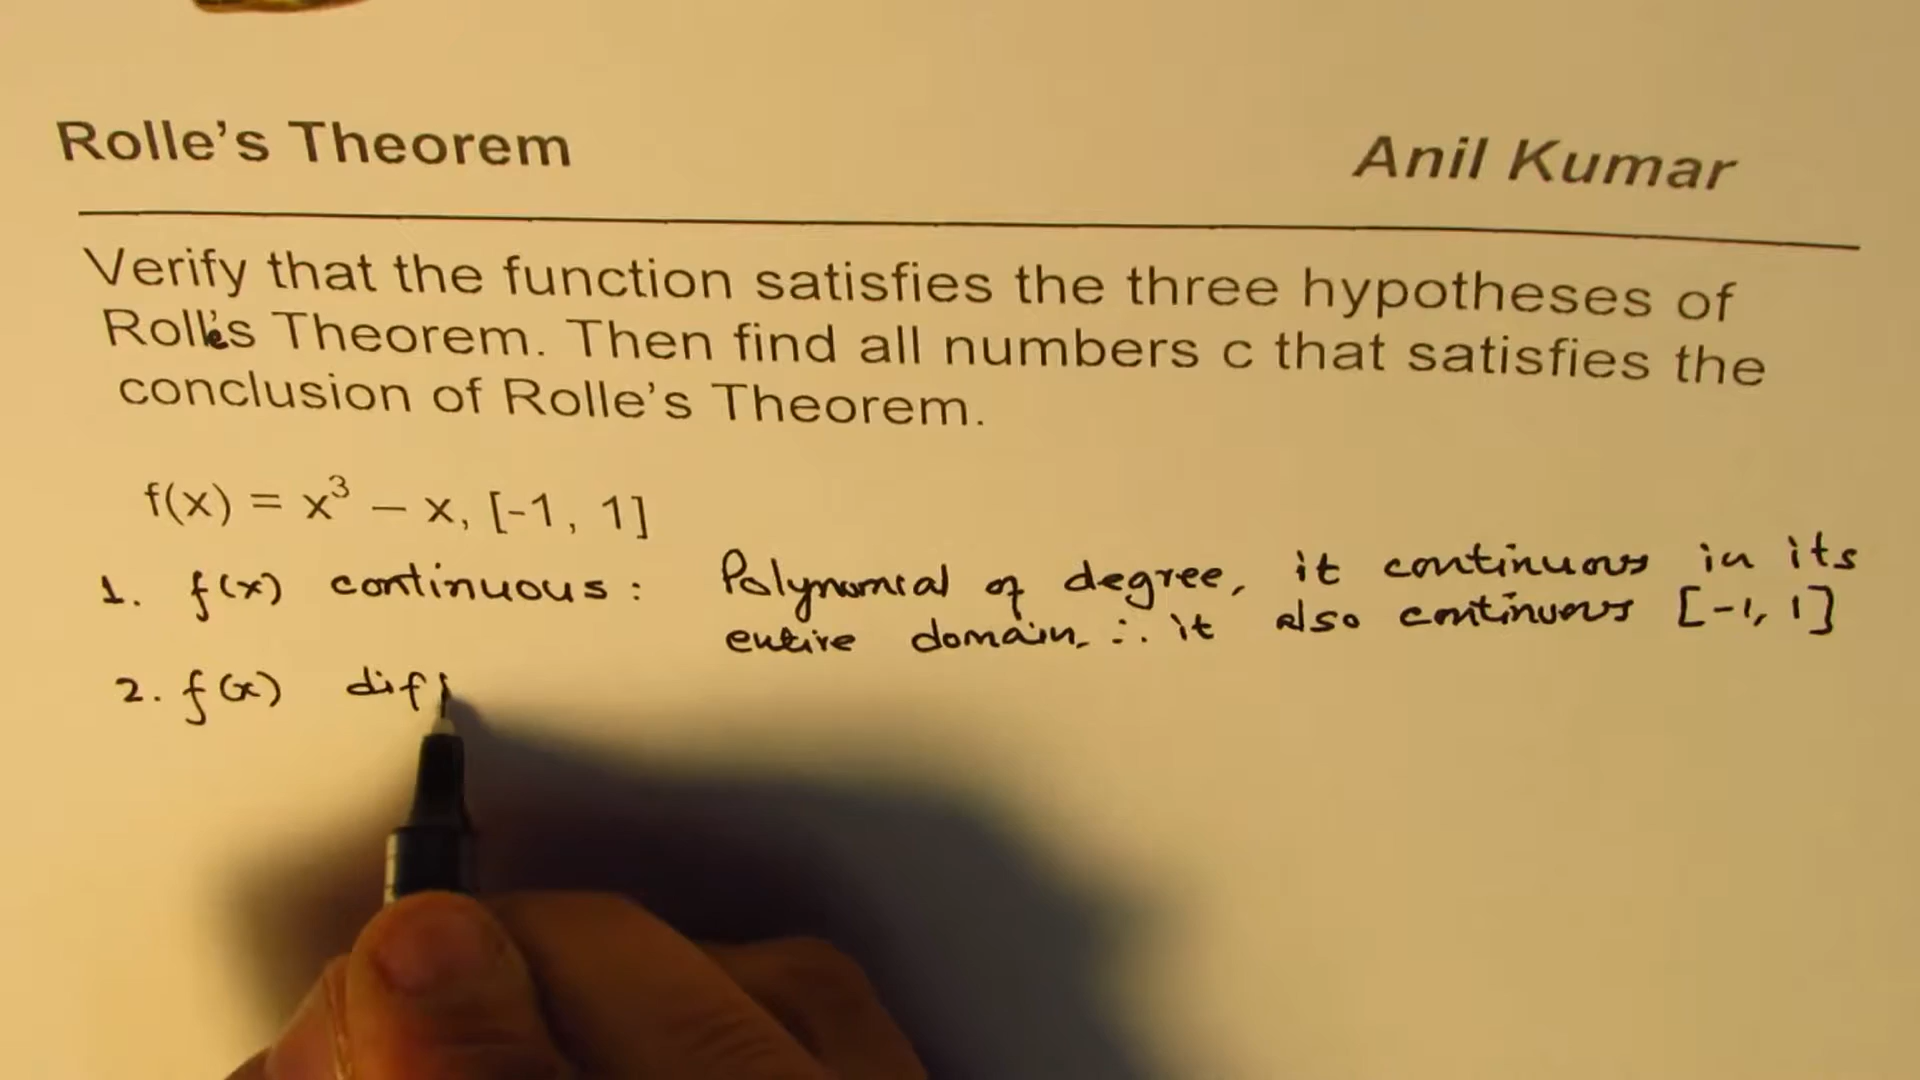 Rolle's Theorem
Anil Kumar
Verify that the function satisfies the three hypotheses of
Rolle's Theorem. Then find all numbers c that satisfies the
conclusion of Rolle's Theorem.
f(x) = x³ – x, [-1, 1]
1. f(x) continuous: Polynomial of degree, it continuous in its
entire domain, ∴ it also continuous [-1, 1]
2. f(x) dif